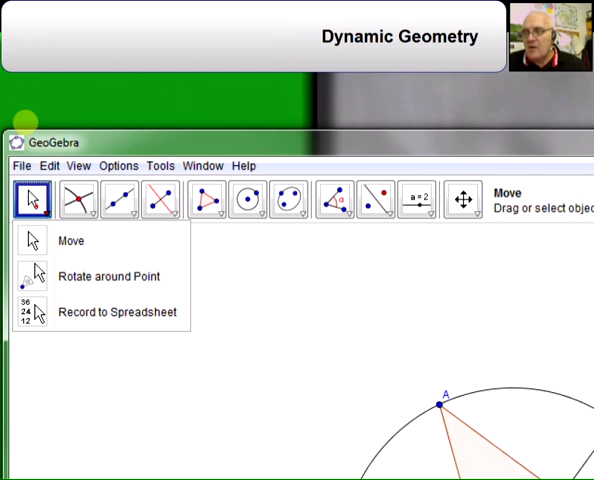 Dynamic Geometry
GeoGebra
File Edit View Options Tools Window Help
a = 2
Move
Drag or select objec
α
Move
Rotate around Point
36
24
12
Record to Spreadsheet
A